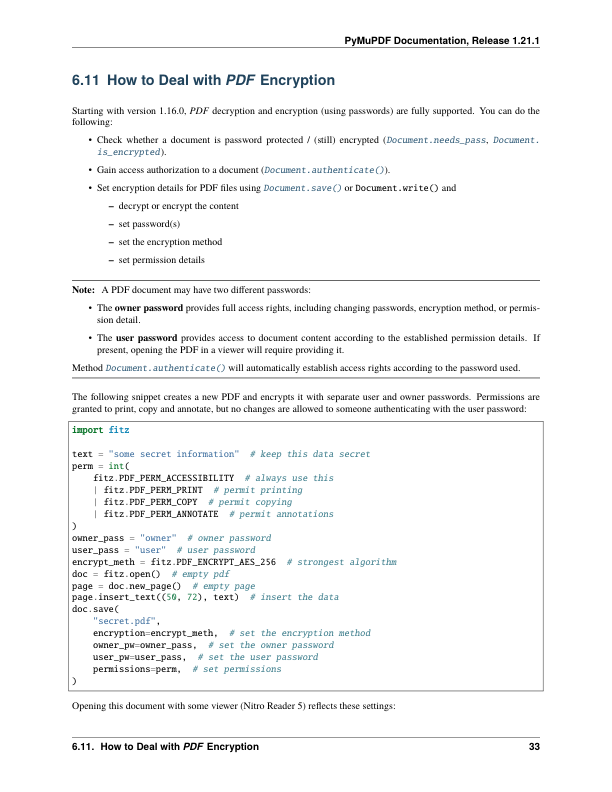 PyMuPDF Documentation, Release 1.21.1
6.11 How to Deal with PDF Encryption
Starting with version 1.16.0, PDF decryption and encryption (using passwords) are fully supported. You can do the
following:
• Check whether a document is password protected / (still) encrypted (Document.needs_pass, Document.
is_encrypted).
• Gain access authorization to a document (Document.authenticate()).
• Set encryption details for PDF files using Document.save() or Document.write() and
– decrypt or encrypt the content
– set password(s)
– set the encryption method
– set permission details
Note: A PDF document may have two different passwords:
• The owner password provides full access rights, including changing passwords, encryption method, or permis-
sion detail.
• The user password provides access to document content according to the established permission details. If
present, opening the PDF in a viewer will require providing it.
Method Document.authenticate() will automatically establish access rights according to the password used.
The following snippet creates a new PDF and encrypts it with separate user and owner passwords. Permissions are
granted to print, copy and annotate, but no changes are allowed to someone authenticating with the user password:
import fitz
text = "some secret information"  # keep this data secret
perm = int(
    fitz.PDF_PERM_ACCESSIBILITY  # always use this
    | fitz.PDF_PERM_PRINT  # permit printing
    | fitz.PDF_PERM_COPY  # permit copying
    | fitz.PDF_PERM_ANNOTATE  # permit annotations
)
owner_pass = "owner"  # owner password
user_pass = "user"  # user password
encrypt_meth = fitz.PDF_ENCRYPT_AES_256  # strongest algorithm
doc = fitz.open()  # empty pdf
page = doc.new_page()  # empty page
page.insert_text((50, 72), text)  # insert the data
doc.save(
    "secret.pdf",
    encryption=encrypt_meth,  # set the encryption method
    owner_pw=owner_pass,  # set the owner password
    user_pw=user_pass,  # set the user password
    permissions=perm,  # set permissions
)
Opening this document with some viewer (Nitro Reader 5) reflects these settings:
6.11. How to Deal with PDF Encryption 33